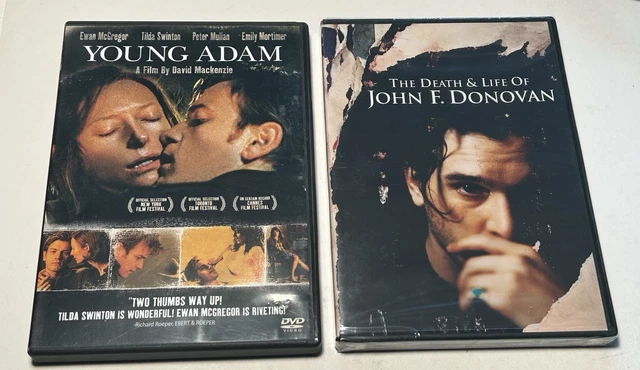 Ewan McGregor Tilda Swinton Peter Mullan Emily Mortimer
YOUNG ADAM
A Film By David Mackenzie
OFFICIAL SELECTION
NEW YORK
FILM FESTIVAL
OFFICIAL SELECTION
TORONTO
FILM FESTIVAL
UN CERTAIN REGARD
CANNES
FILM FESTIVAL
"TWO THUMBS WAY UP!
TILDA SWINTON IS WONDERFUL! EWAN MCGREGOR IS RIVETING!"
-Richard Roeper, EBERT & ROEPER
DVD
VIDEO
THE DEATH & LIFE OF
JOHN F. DONOVAN